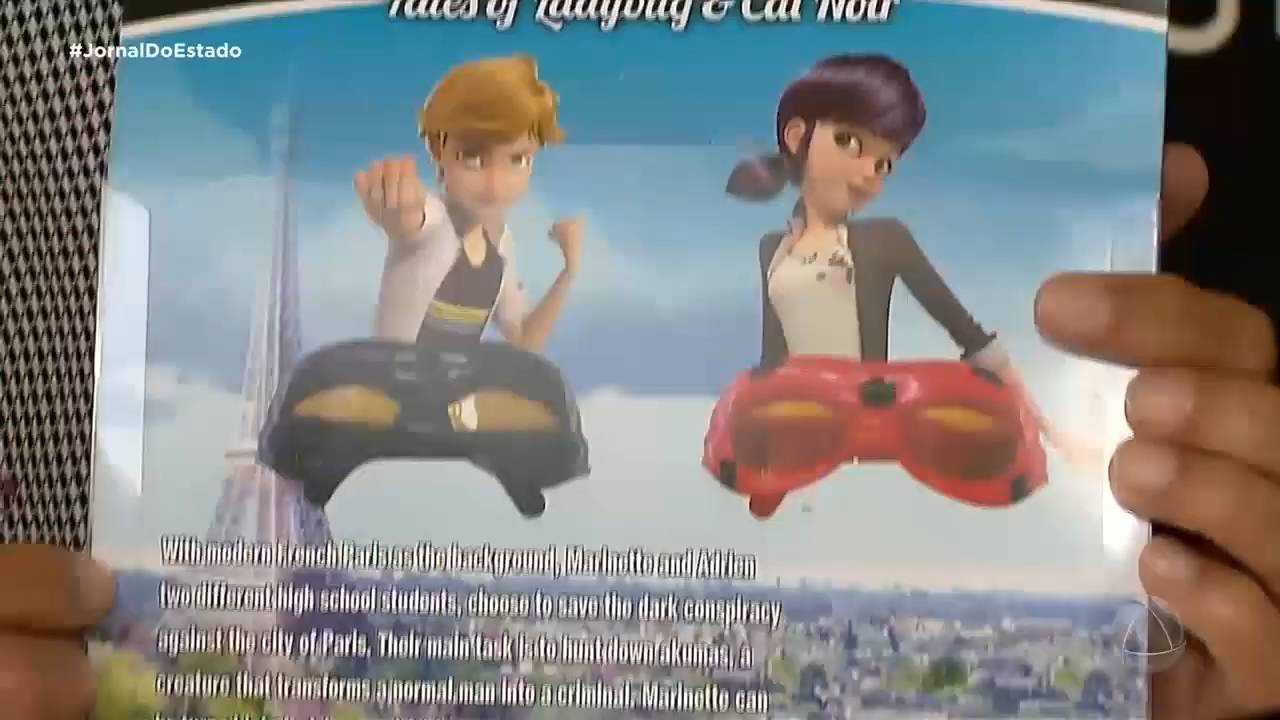 Tales of Ladybug & Cat Noir
#JornalDoEstado
With modern French Paris as the background, Marinette and Adrien
two different high school students, choose to save the dark conspiracy
against the city of Paris. Their main task is to hunt down akumas, a
creature that transforms a normal man into a criminal. Marinette can